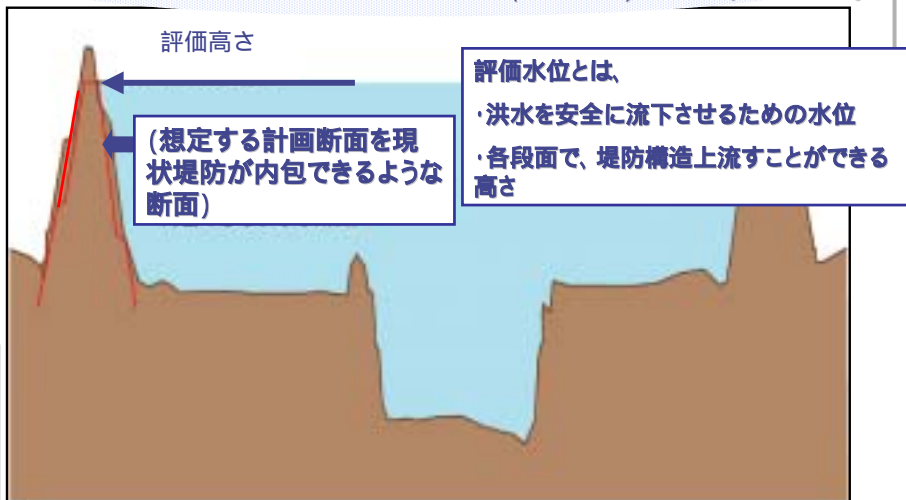 評価高さ
評価水位とは、
・洪水を安全に流下させるための水位
・各段面で、堤防構造上流すことができる
高さ
(想定する計画断面を現
状堤防が内包できるような
断面)